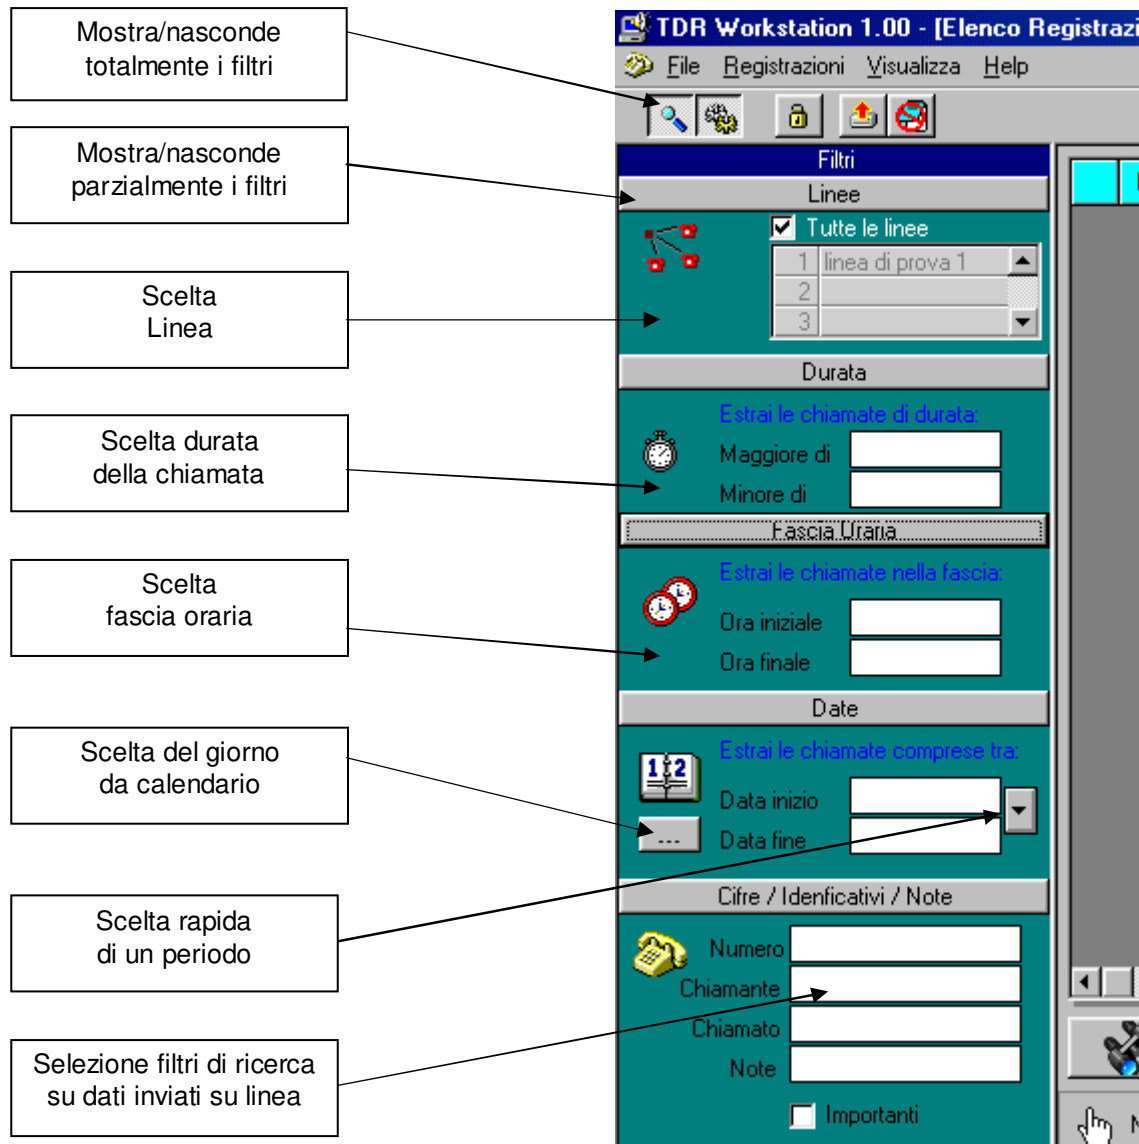 Mostra/nasconde
totalmente i filtri
Mostra/nasconde
parzialmente i filtri
Scelta
Linea
Scelta durata
della chiamata
Scelta
fascia oraria
Scelta del giorno
da calendario
Scelta rapida
di un periodo
Selezione filtri di ricerca
su dati inviati su linea
TDR Workstation 1.00 - [Elenco Registrazi
File Registrazioni Visualizza Help
Filtri
Linee
Tutte le linee
1 linea di prova 1
2
3
Durata
Estrai le chiamate di durata:
Maggiore di
Minore di
Fascia Oraria
Estrai le chiamate nella fascia:
Ora iniziale
Ora finale
Date
Estrai le chiamate comprese tra:
1 2
Data inizio
...
Data fine
Cifre / Idenficativi / Note
Numero
Chiamante
Chiamato
Note
Importanti